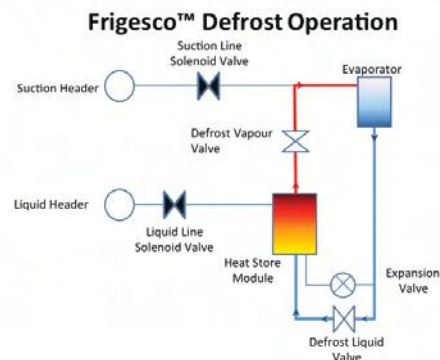 Frigesco™ Defrost Operation
Suction Line
Solenoid Valve
Evaporator
Suction Header
Defrost Vapour
Valve
Liquid Header
Liquid Line
Solenoid Valve
Heat Store
Module
Expansion
Valve
Defrost Liquid
Valve